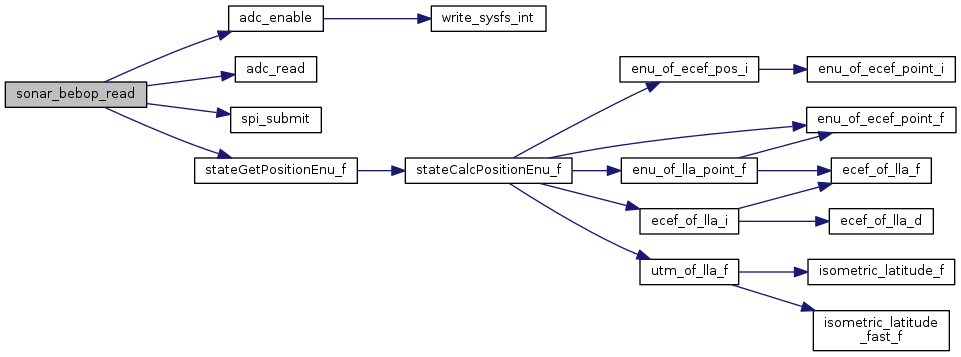 adc_enable
write_sysfs_int
enu_of_ecef_pos_i
enu_of_ecef_point_i
adc_read
sonar_bebop_read
spi_submit
enu_of_ecef_point_f
stateGetPositionEnu_f
stateCalcPositionEnu_f
enu_of_lla_point_f
ecef_of_lla_f
ecef_of_lla_i
ecef_of_lla_d
utm_of_lla_f
isometric_latitude_f
isometric_latitude
_fast_f